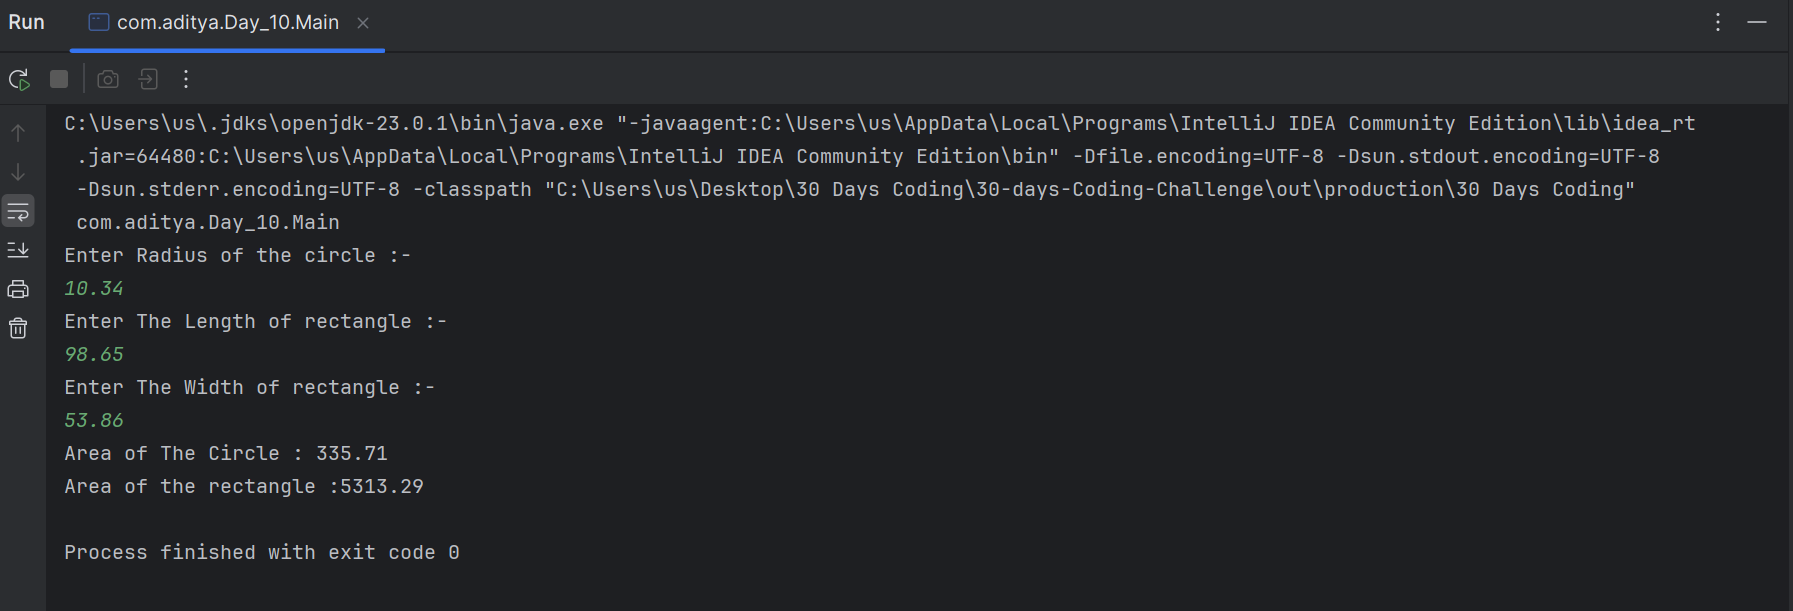 Run com.aditya.Day_10.Main
C:\Users\us\.jdks\openjdk-23.0.1\bin\java.exe "-javaagent:C:\Users\us\AppData\Local\Programs\IntelliJ IDEA Community Edition\lib\idea_rt
.jar=64480:C:\Users\us\AppData\Local\Programs\IntelliJ IDEA Community Edition\bin" -Dfile.encoding=UTF-8 -Dsun.stdout.encoding=UTF-8
-Dsun.stderr.encoding=UTF-8 -classpath "C:\Users\us\Desktop\30 Days Coding\30-days-Coding-Challenge\out\production\30 Days Coding"
com.aditya.Day_10.Main
Enter Radius of the circle :-
10.34
Enter The Length of rectangle :-
98.65
Enter The Width of rectangle :-
53.86
Area of The Circle : 335.71
Area of the rectangle :5313.29
Process finished with exit code 0